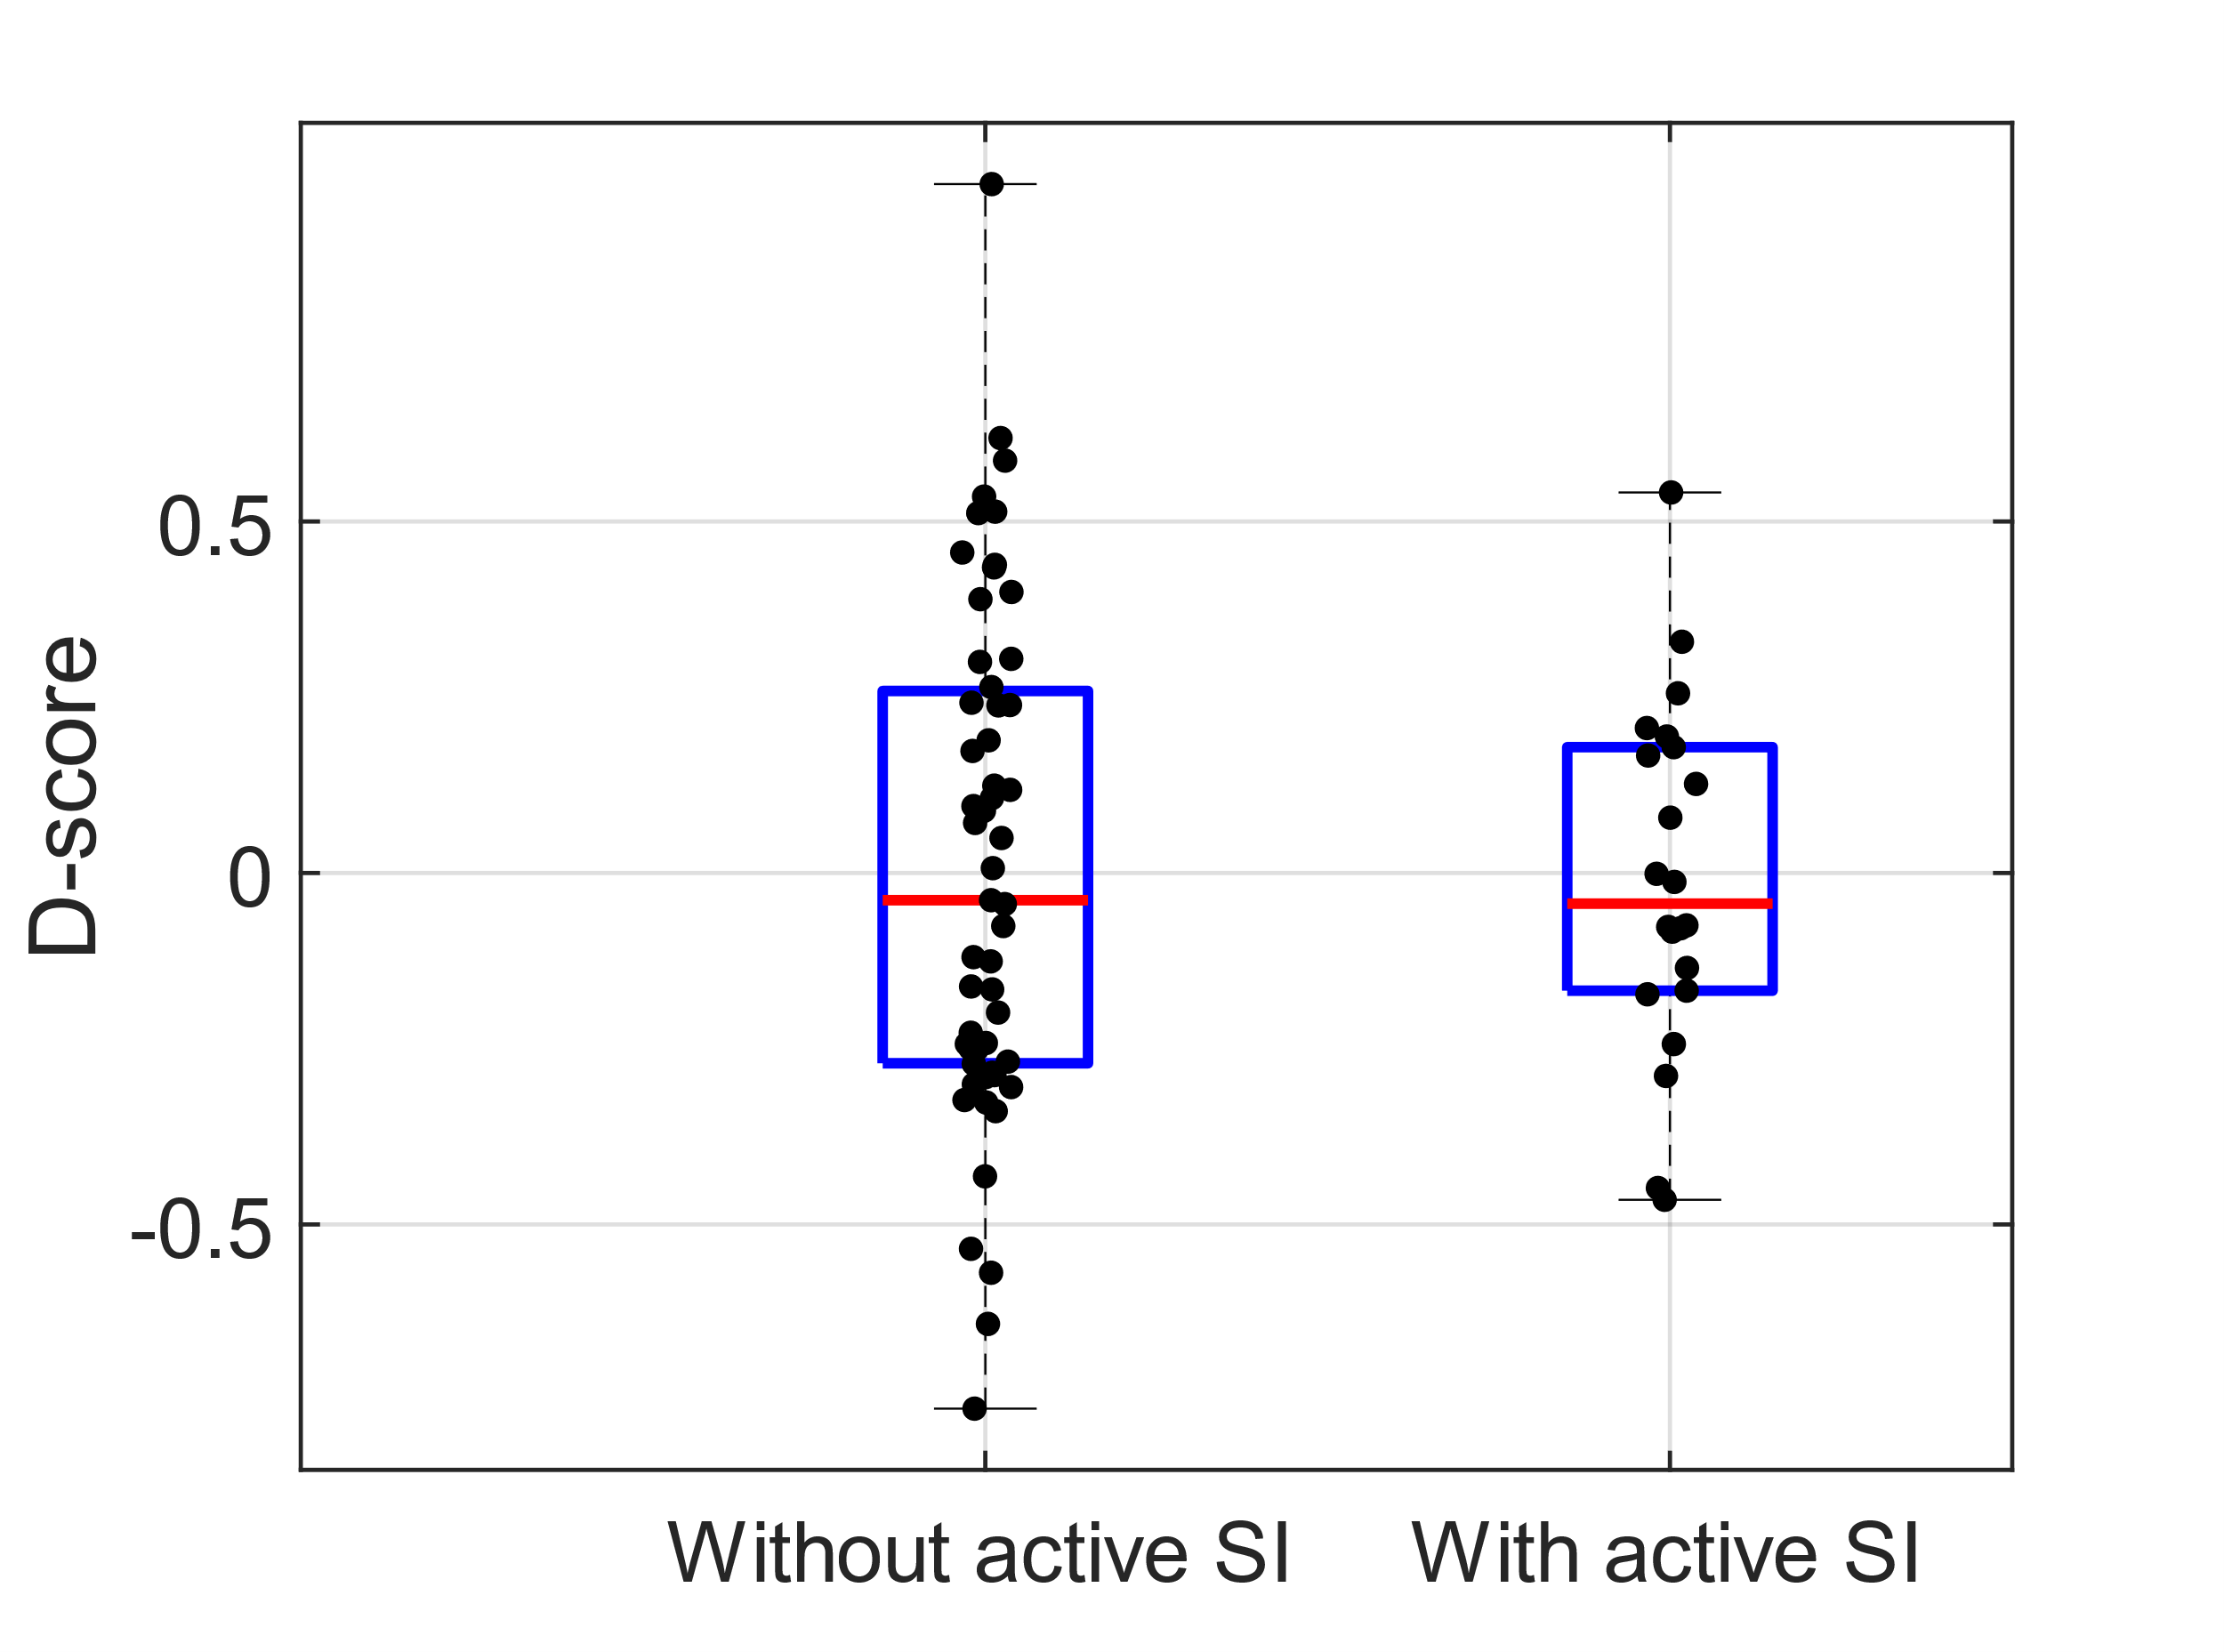 D-score
0.5
0
-0.5
Without active SI
With active SI